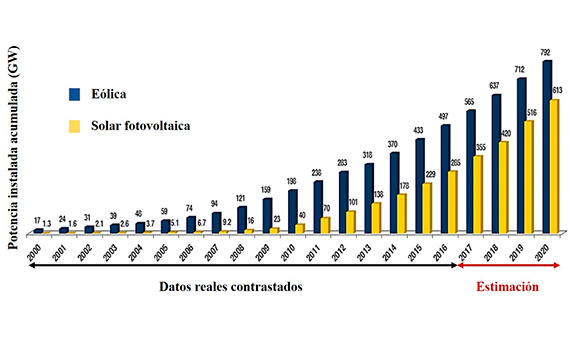 Potencia instalada acumulada (GW)
Eólica
Solar fotovoltaica
17 1.3 24 1.6 31 2.1 39 2.6 48 3.7 59 5.1 74 6.7 94 9.2 121 16 159 23 198 40 238 70 283 101 318 138 370 178 433 229 497 285 565 355 637 420 712 516 792 613
2000 2001 2002 2003 2004 2005 2006 2007 2008 2009 2010 2011 2012 2013 2014 2015 2016 2017 2018 2019 2020
Datos reales contrastados
Estimación